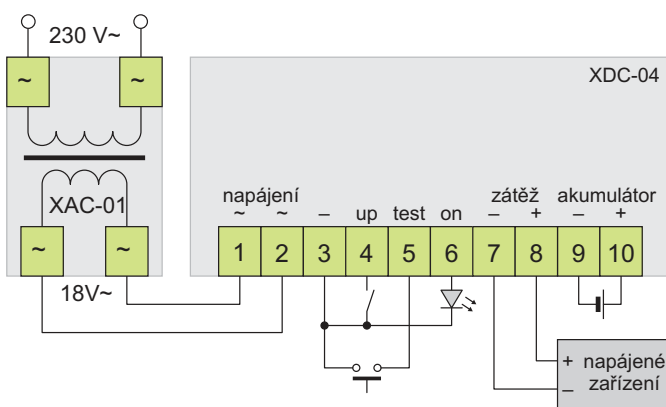 230 V~
XDC-04
~ ~
XAC-01
napájení zátěž akumulátor
~ ~ – up test on – + – +
~ ~ 1 2 3 4 5 6 7 8 9 10
18V~
+ napájené
– zařízení